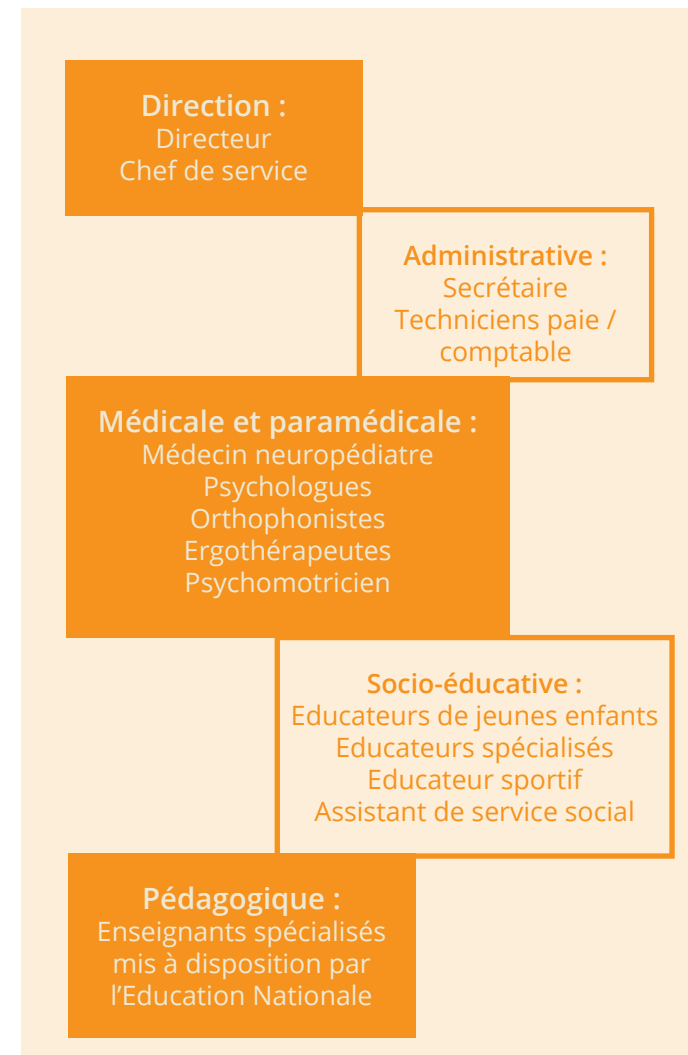 Direction :
Directeur
Chef de service
Administrative :
Secrétaire
Techniciens paie /
comptable
Médicale et paramédicale :
Médecin neuropédiatre
Psychologues
Orthophonistes
Ergothérapeutes
Psychomotricien
Socio-éducative :
Educateurs de jeunes enfants
Educateurs spécialisés
Educateur sportif
Assistant de service social
Pédagogique :
Enseignants spécialisés
mis à disposition par
l’Education Nationale